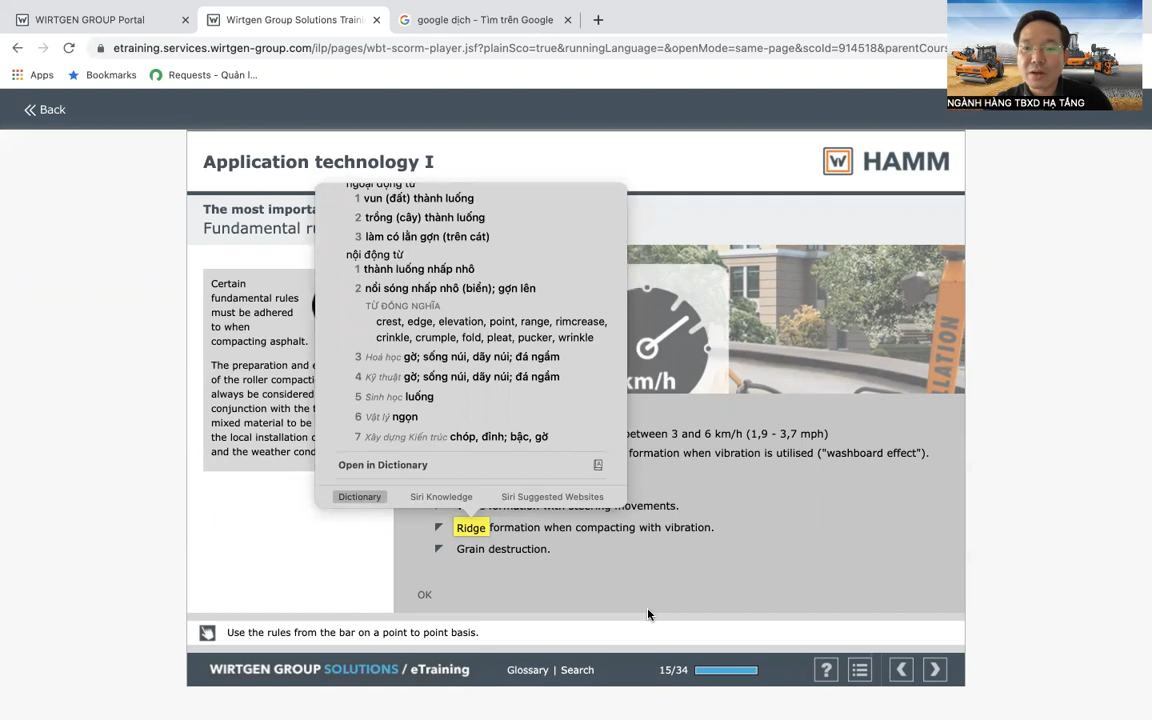 WIRTGEN GROUP Portal
Wirtgen Group Solutions Traini
google dịch - Tìm trên Google
etraining.services.wirtgen-group.com/ilp/pages/wbt-scorm-player.jsf?plainSco=true&runningLanguage=&openMode=same-page&scoId=914518&parentCour
Apps
Bookmarks
Requests - Quản l...
NGÀNH HÀNG TBXD HẠ TẦNG
Back
Application technology I
HAMM
The most importa
Fundamental ru
Certain
fundamental rules
must be adhered
to when
compacting asphalt.
The preparation and e
of the roller compacti
always be considered
conjunction with the t
mixed material to be
the local installation c
and the weather cond
ngoại động từ
1 vun (đất) thành luống
2 trồng (cây) thành luống
3 làm có lằn gợn (trên cát)
nội động từ
1 thành luống nhấp nhô
2 nổi sóng nhấp nhô (biển); gợn lên
TỪ ĐỒNG NGHĨA
crest, edge, elevation, point, range, rimcrease,
crinkle, crumple, fold, pleat, pucker, wrinkle
3 Hoá học gờ; sống núi, dãy núi; đá ngầm
4 Kỹ thuật gờ; sống núi, dãy núi; đá ngầm
5 Sinh học luống
6 Vật lý ngọn
7 Xây dựng Kiến trúc chóp, đỉnh; bậc, gờ
Open in Dictionary
Dictionary
Siri Knowledge
Siri Suggested Websites
km/h
LATION
between 3 and 6 km/h (1,9 - 3,7 mph)
formation when vibration is utilised ("washboard effect").
formation with steering movements.
Ridge formation when compacting with vibration.
Grain destruction.
OK
Use the rules from the bar on a point to point basis.
WIRTGEN GROUP SOLUTIONS / eTraining
Glossary | Search
15/34
?